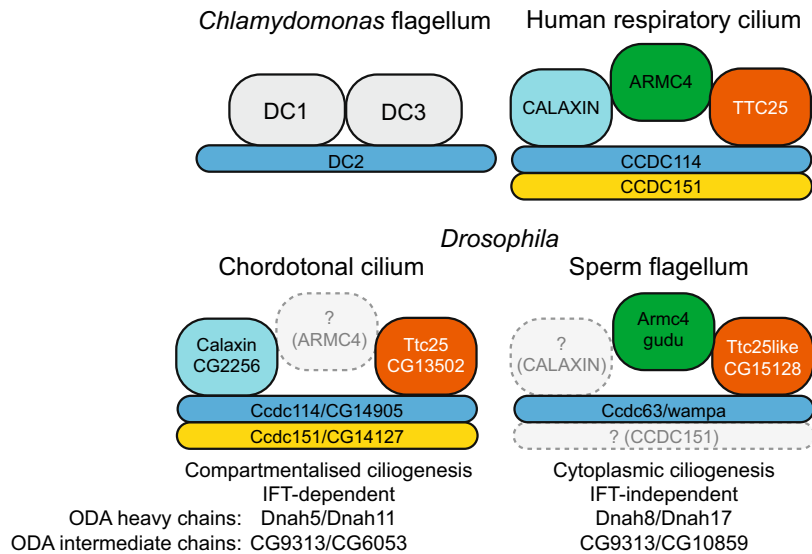 Chlamydomonas flagellum
DC1
DC3
DC2
Human respiratory cilium
CALAXIN
ARMC4
TTC25
CCDC114
CCDC151
Drosophila
Chordotonal cilium
Calaxin
CG2256
?
(ARMC4)
Ttc25
CG13502
Ccdc114/CG14905
Ccdc151/CG14127
Compartmentalised ciliogenesis
IFT-dependent
ODA heavy chains: Dnah5/Dnah11
ODA intermediate chains: CG9313/CG6053
Sperm flagellum
?
(CALAXIN)
Armc4
gudu
Ttc25like
CG15128
Ccdc63/wampa
? (CCDC151)
Cytoplasmic ciliogenesis
IFT-independent
Dnah8/Dnah17
CG9313/CG10859